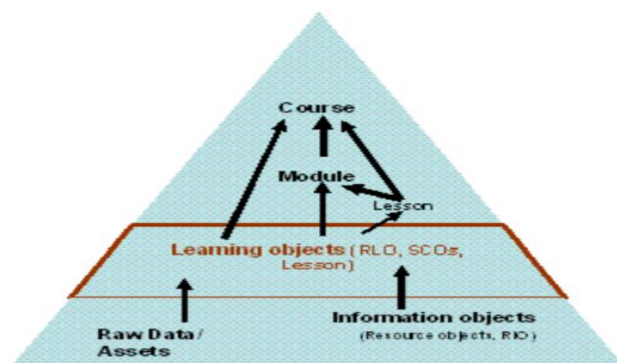 Course
Module
Lesson
Learning objects (RLO, SCOs,
Lesson)
Information objects
(Resource objects, RIO)
Raw Data/
Assets